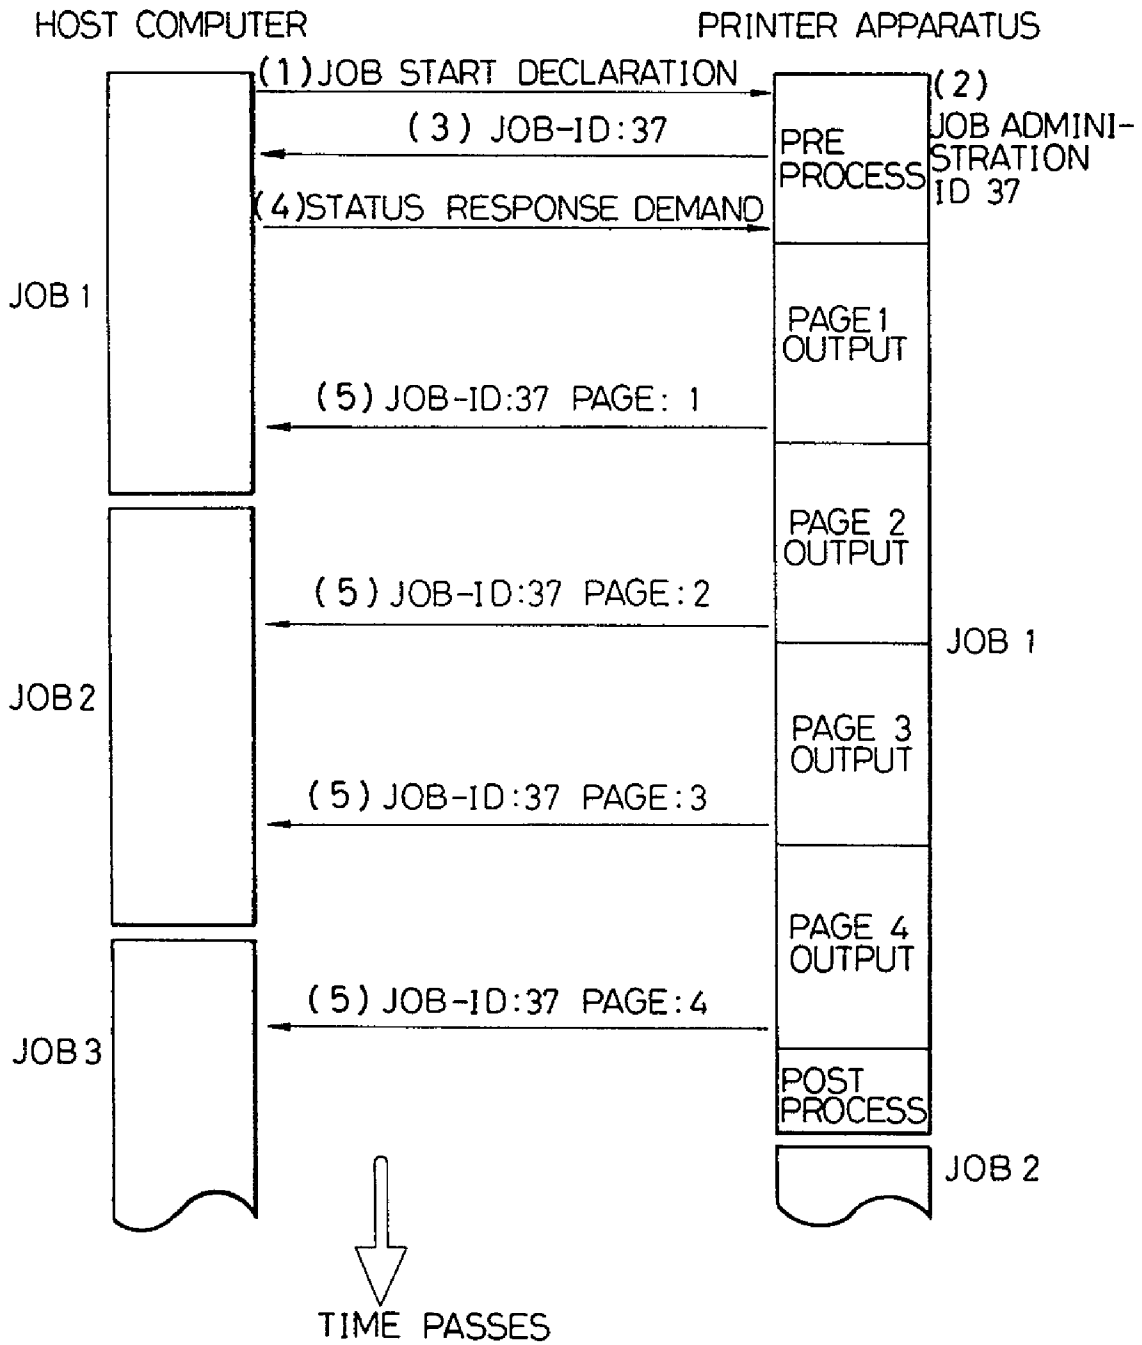 HOST COMPUTER
PRINTER APPARATUS
(1) JOB START DECLARATION
(2)
JOB ADMINI-
STRATION
ID 37
(3) JOB-ID:37
PRE
PROCESS
(4) STATUS RESPONSE DEMAND
JOB 1
PAGE 1
OUTPUT
(5) JOB-ID:37 PAGE: 1
PAGE 2
OUTPUT
(5) JOB-ID:37 PAGE:2
JOB 1
JOB 2
PAGE 3
OUTPUT
(5) JOB-ID:37 PAGE:3
PAGE 4
OUTPUT
(5) JOB-ID:37 PAGE:4
JOB 3
POST
PROCESS
JOB 2
TIME PASSES